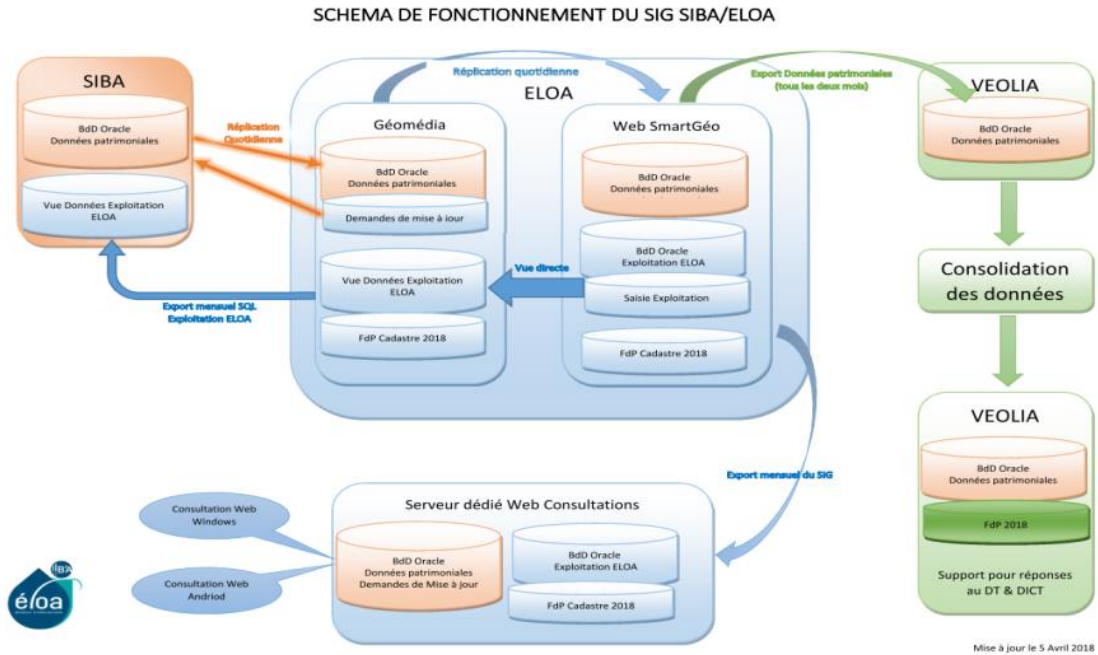 SCHEMA DE FONCTIONNEMENT DU SIG SIBA/ELOA
SIBA
BdD Oracle
Données patrimoniales
Vue Données Exploitation
ELOA
Réplication
Quotidienne
Export mensuel SQL
Exploitation ELOA
Réplication quotidienne
ELOA
Géomédia
BdD Oracle
Données patrimoniales
Demandes de mise à jour
Vue Données Exploitation
ELOA
FdP Cadastre 2018
Vue directe
Web SmartGéo
BdD Oracle
Données patrimoniales
BdD Oracle
Exploitation ELOA
Saisie Exploitation
FdP Cadastre 2018
Export Données patrimoniales
(tous les deux mois)
VEOLIA
BdD Oracle
Données patrimoniales
Consolidation
des données
VEOLIA
BdD Oracle
Données patrimoniales
FdP 2018
Support pour réponses
au DT & DICT
Export mensuel du SIG
Serveur dédié Web Consultations
BdD Oracle
Données patrimoniales
Demandes de Mise à jour
BdD Oracle
Exploitation ELOA
FdP Cadastre 2018
Consultation Web
Windows
Consultation Web
Andriod
SIBA
éloa
Mise à jour le 5 Avril 2018